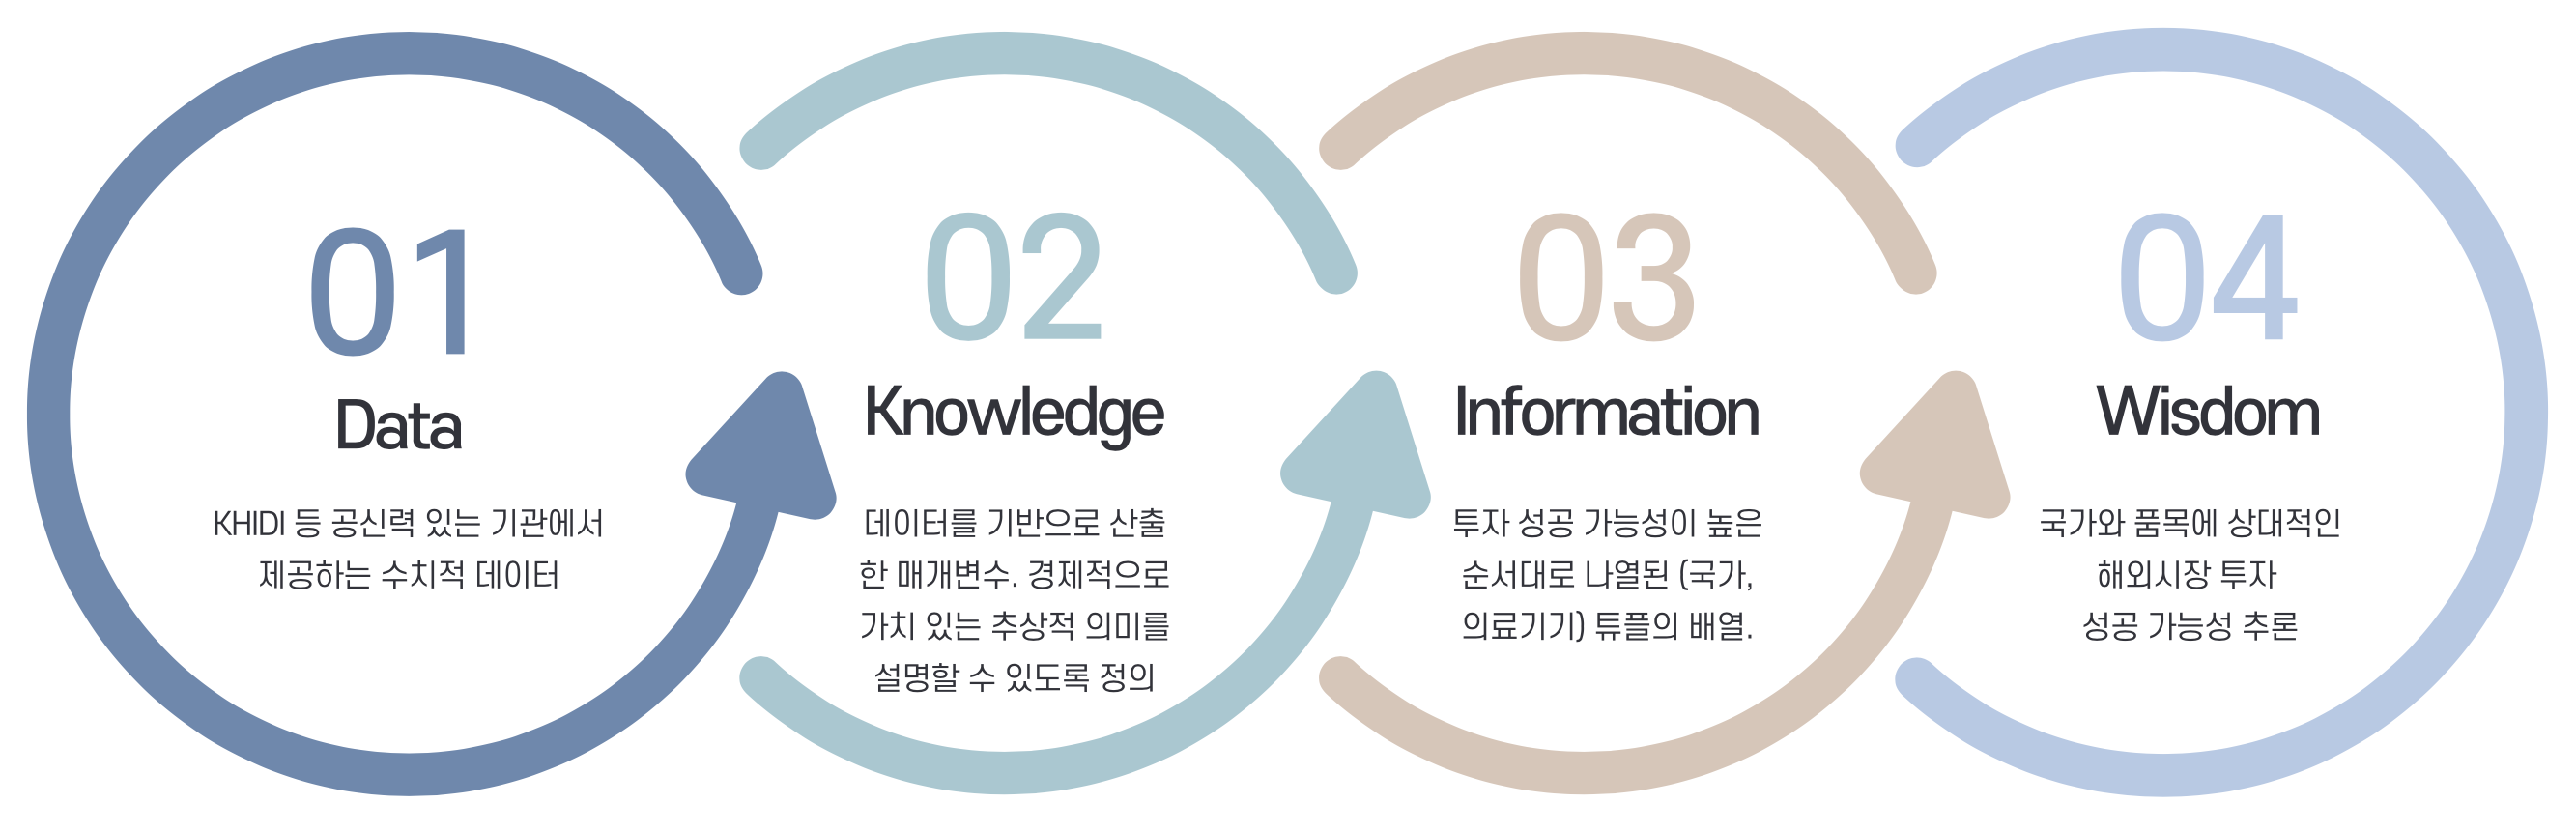 01
Data
KHIDI 등 공신력 있는 기관에서
제공하는 수치적 데이터
02
Knowledge
데이터를 기반으로 산출
한 매개변수. 경제적으로
가치 있는 추상적 의미를
설명할 수 있도록 정의
03
Information
투자 성공 가능성이 높은
순서대로 나열된 (국가,
의료기기) 튜플의 배열.
04
Wisdom
국가와 품목에 상대적인
해외시장 투자
성공 가능성 추론